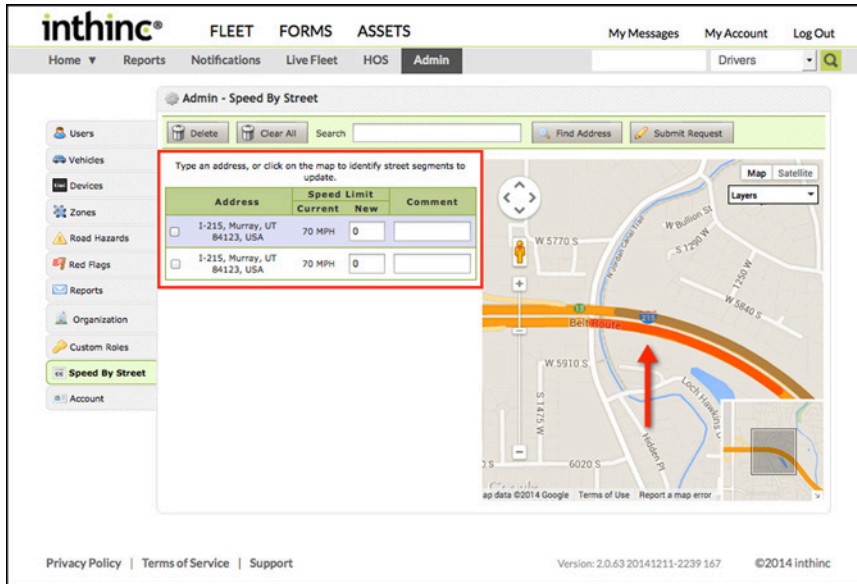 inthinc®
FLEET FORMS ASSETS
My Messages My Account Log Out
Home ▼ Reports Notifications Live Fleet HOS Admin
Drivers
Admin - Speed By Street
Users
Vehicles
Devices
Zones
Road Hazards
Red Flags
Reports
Organization
Custom Roles
Speed By Street
Account
Delete Clear All Search Find Address Submit Request
Type an address, or click on the map to identify street segments to
update.
Address Speed Limit Comment
Current New
I-215, Murray, UT
84123, USA
70 MPH 0
I-215, Murray, UT
84123, USA
70 MPH 0
Map Satellite
Layers
W 5770 S
N Jordan Canal Trail
W Bullion St
S 1290 W
1250 W
W 5840 S
Belt Route
215
W 5910 S
S 1475 W
Loch Hawkins
Hidden Pl
6020 S
ap data ©2014 Google Terms of Use Report a map error
Privacy Policy | Terms of Service | Support
Version: 2.0.63 20141211-2239 167
©2014 inthinc